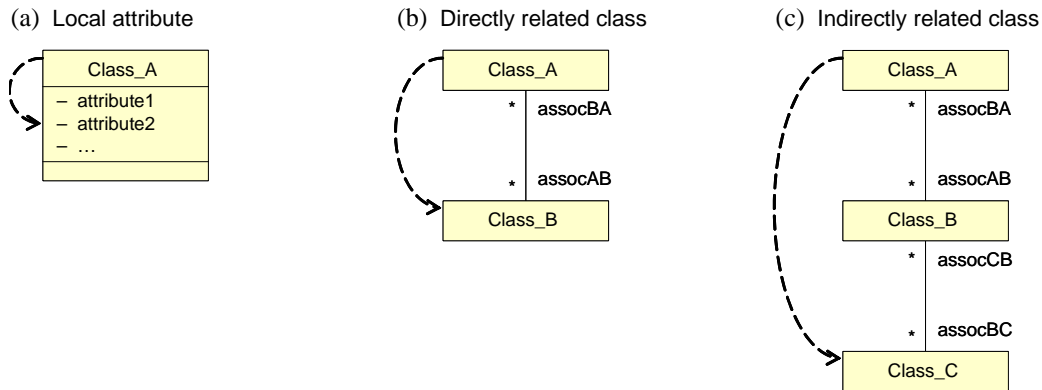 (a) Local attribute
Class_A
– attribute1
– attribute2
– ...
(b) Directly related class
Class_A
* assocBA
* assocAB
Class_B
(c) Indirectly related class
Class_A
* assocBA
* assocAB
Class_B
* assocCB
* assocBC
Class_C